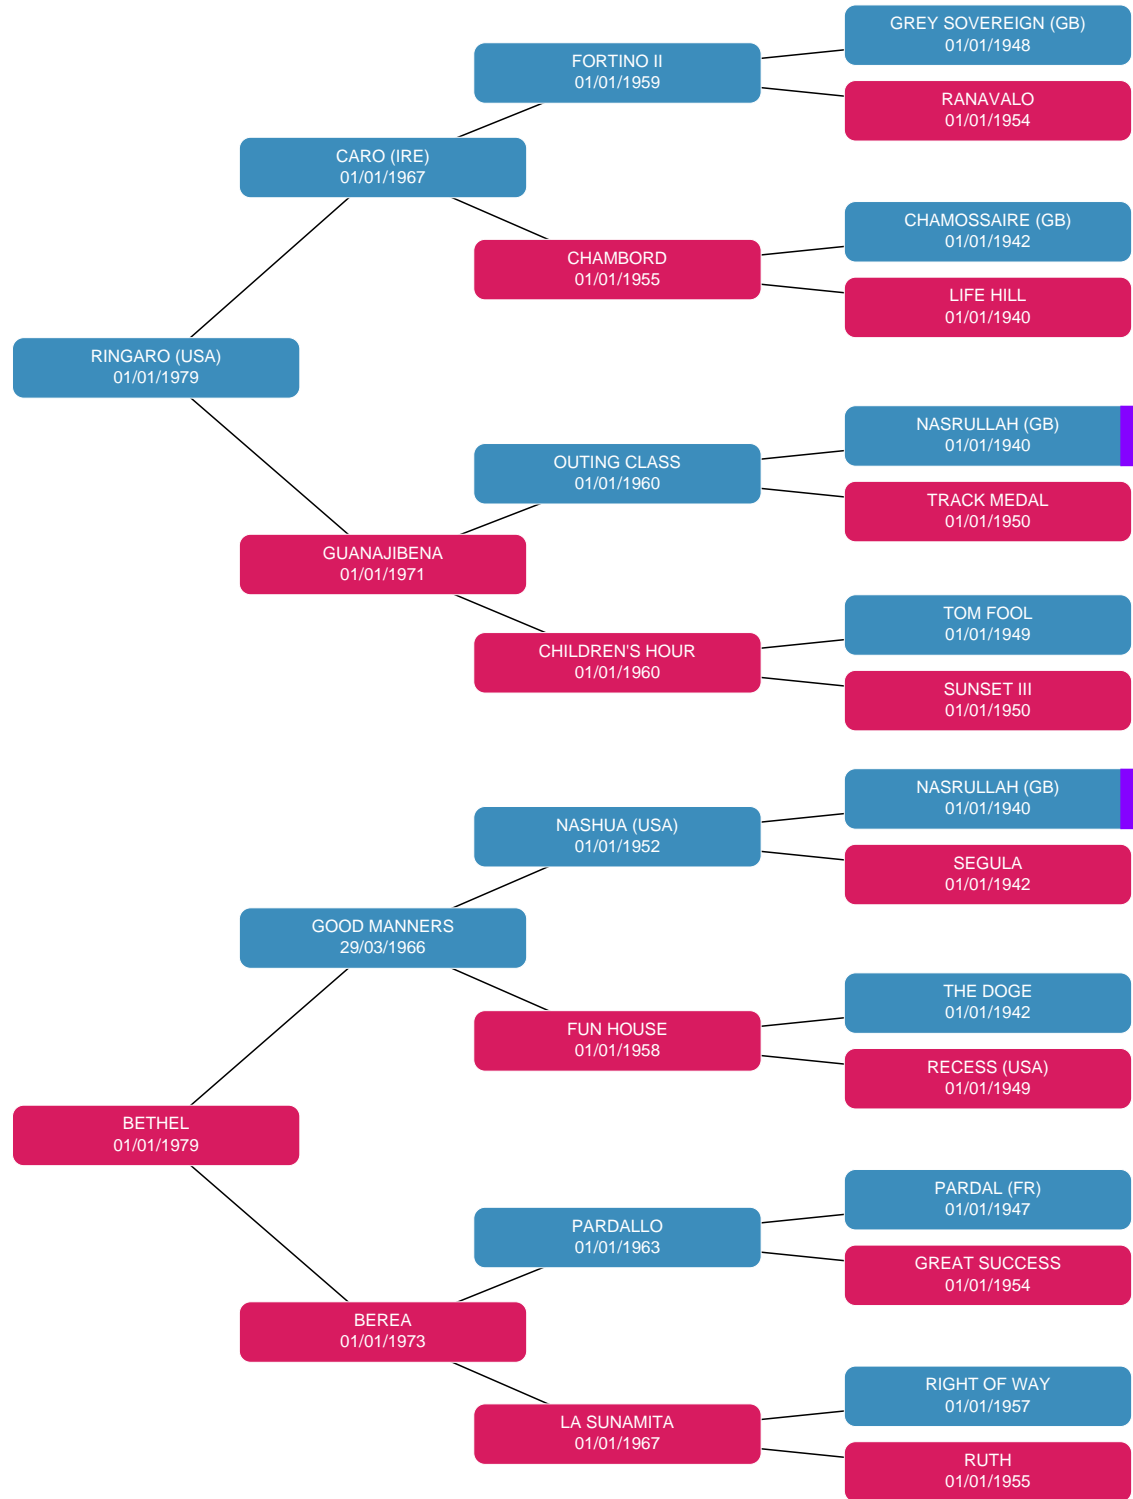 GREY SOVEREIGN (GB)
01/01/1948
FORTINO II
01/01/1959
RANAVALO
01/01/1954
CARO (IRE)
01/01/1967
CHAMOSSAIRE (GB)
01/01/1942
CHAMBORD
01/01/1955
LIFE HILL
01/01/1940
RINGARO (USA)
01/01/1979
NASRULLAH (GB)
01/01/1940
OUTING CLASS
01/01/1960
TRACK MEDAL
01/01/1950
GUANAJIBENA
01/01/1971
TOM FOOL
01/01/1949
CHILDREN'S HOUR
01/01/1960
SUNSET III
01/01/1950
NASRULLAH (GB)
01/01/1940
NASHUA (USA)
01/01/1952
SEGULA
01/01/1942
GOOD MANNERS
29/03/1966
THE DOGE
01/01/1942
FUN HOUSE
01/01/1958
RECESS (USA)
01/01/1949
BETHEL
01/01/1979
PARDAL (FR)
01/01/1947
PARDALLO
01/01/1963
GREAT SUCCESS
01/01/1954
BEREA
01/01/1973
RIGHT OF WAY
01/01/1957
LA SUNAMITA
01/01/1967
RUTH
01/01/1955